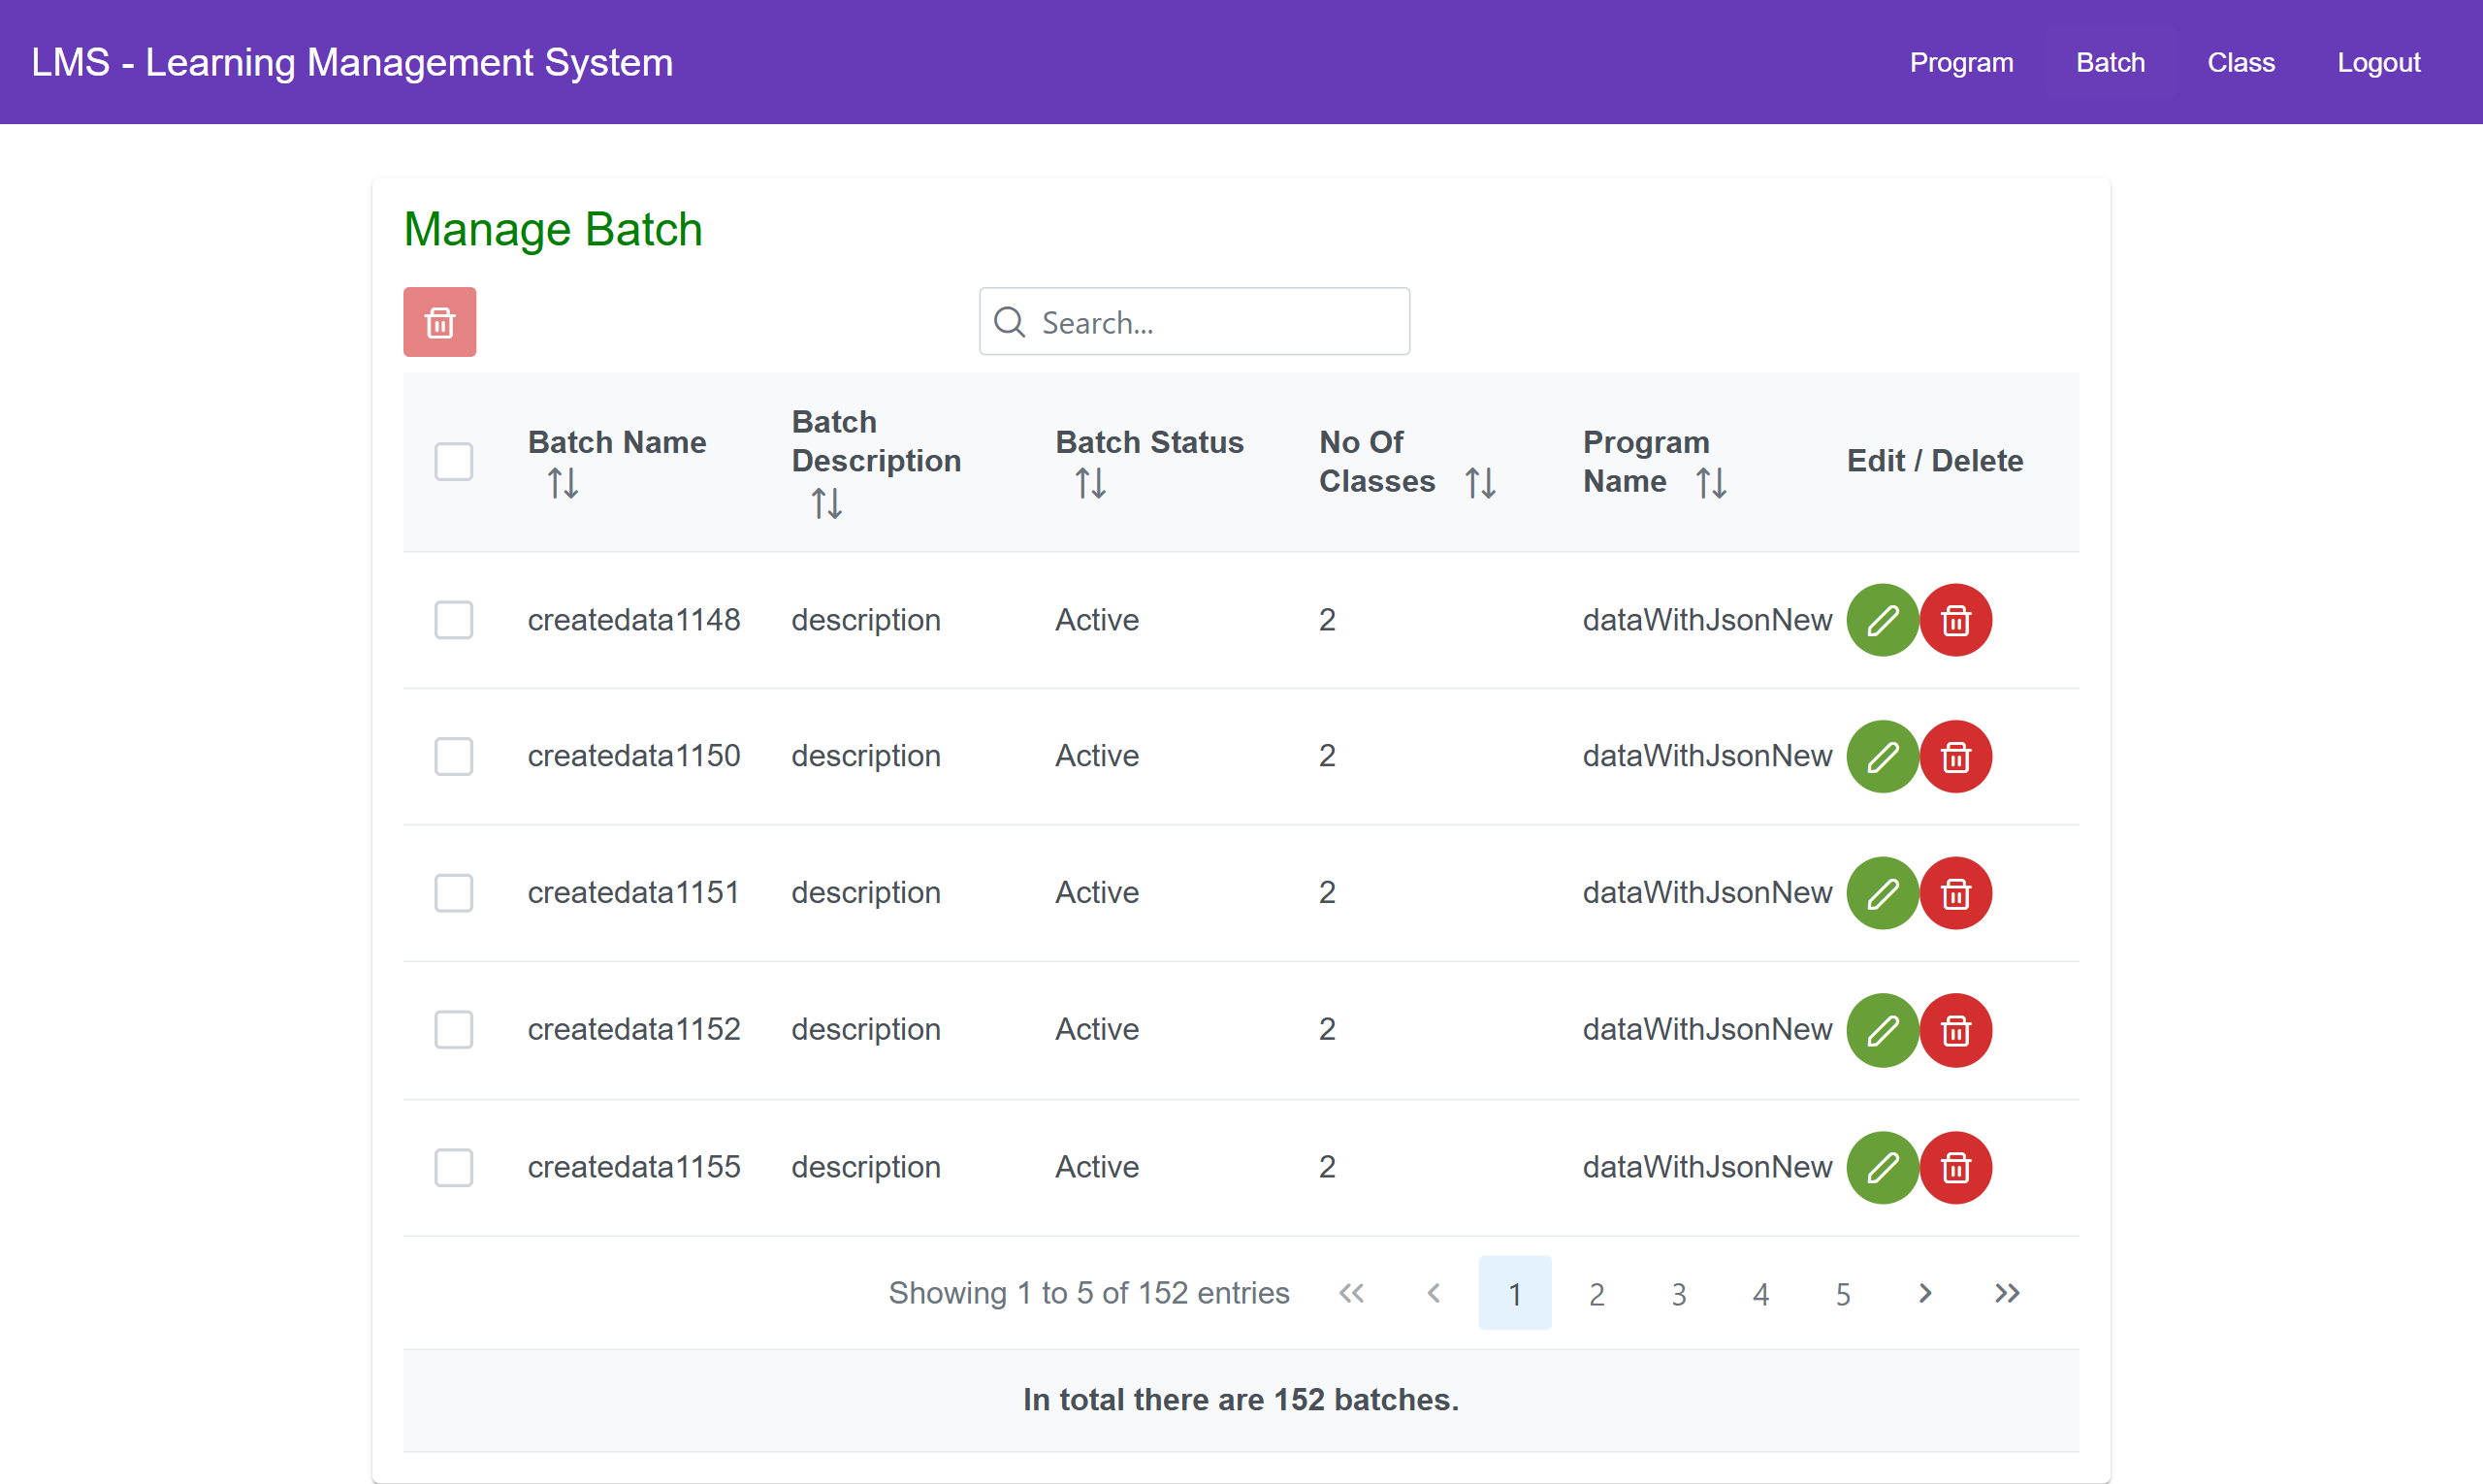 LMS - Learning Management System
Program Batch Class Logout
Manage Batch
Search...
Batch Name
Batch Description
Batch Status
No Of Classes
Program Name
Edit / Delete
createdata1148 description Active 2 dataWithJsonNew
createdata1150 description Active 2 dataWithJsonNew
createdata1151 description Active 2 dataWithJsonNew
createdata1152 description Active 2 dataWithJsonNew
createdata1155 description Active 2 dataWithJsonNew
Showing 1 to 5 of 152 entries « ‹ 1 2 3 4 5 › »
In total there are 152 batches.